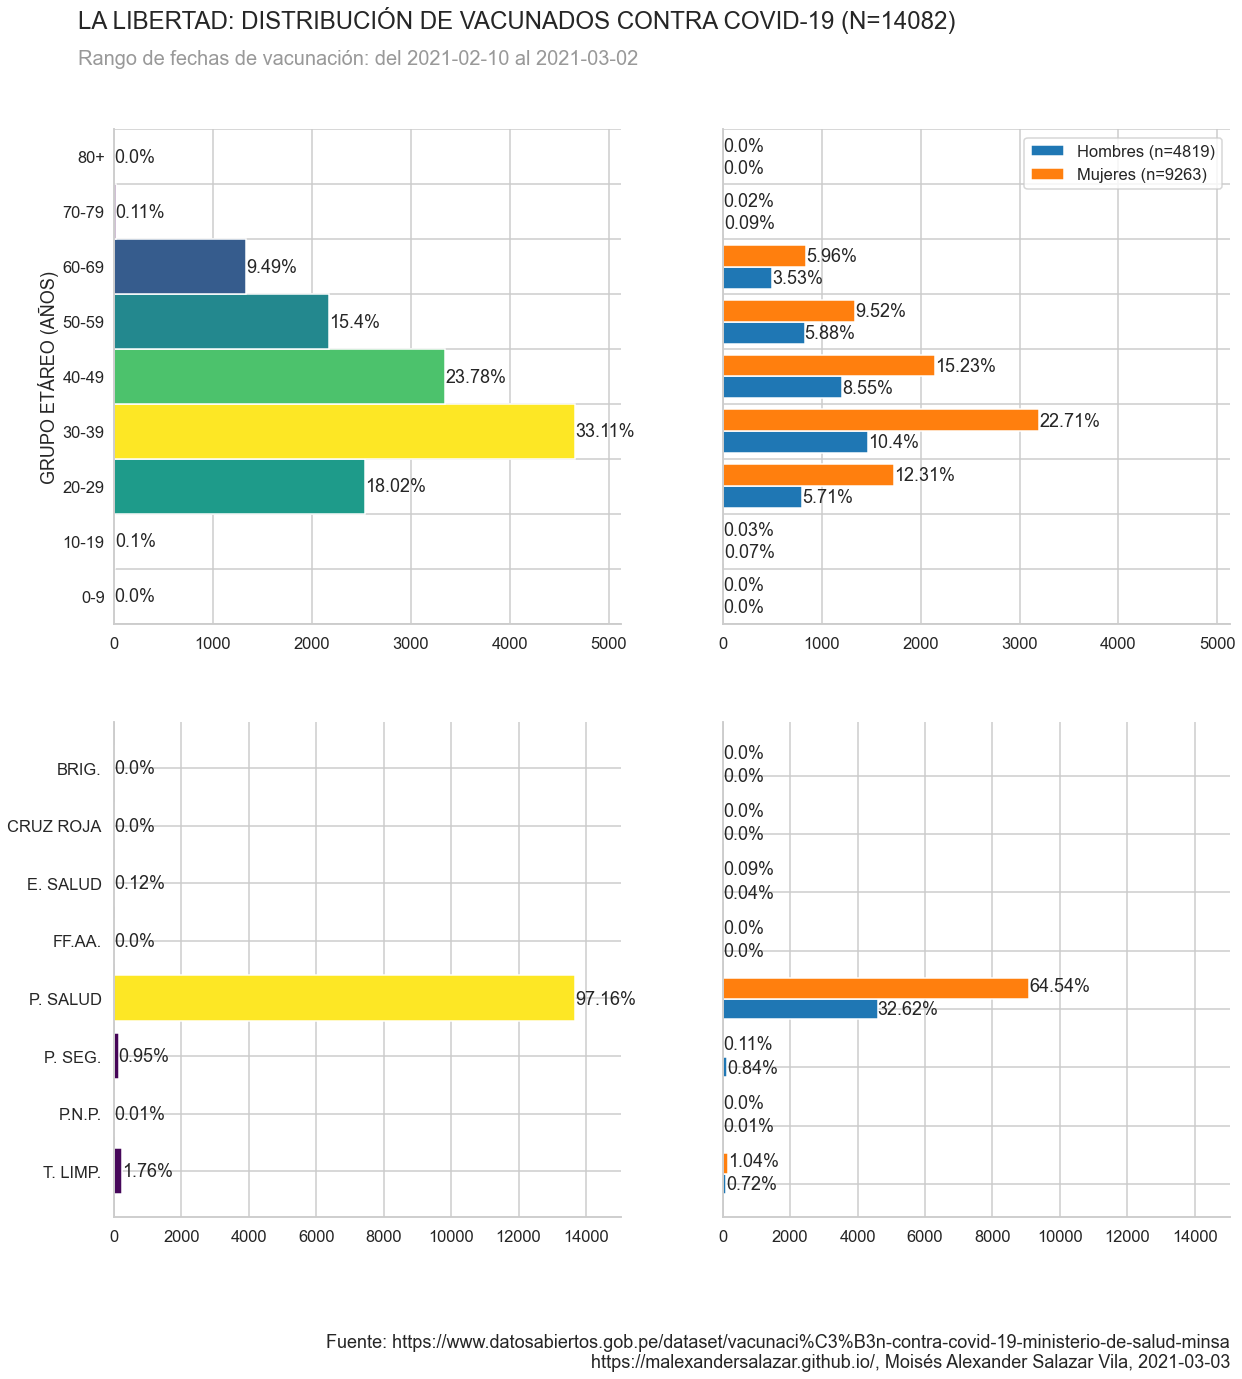 LA LIBERTAD: DISTRIBUCIÓN DE VACUNADOS CONTRA COVID-19 (N=14082)
Rango de fechas de vacunación: del 2021-02-10 al 2021-03-02
GRUPO ETÁREO (AÑOS)
80+ 0.0%
70-79 0.11%
60-69 9.49%
50-59 15.4%
40-49 23.78%
30-39 33.11%
20-29 18.02%
10-19 0.1%
0-9 0.0%
0 1000 2000 3000 4000 5000
Hombres (n=4819)
Mujeres (n=9263)
0.0%
0.0%
0.02%
0.09%
5.96%
3.53%
9.52%
5.88%
15.23%
8.55%
22.71%
10.4%
12.31%
5.71%
0.03%
0.07%
0.0%
0.0%
0 1000 2000 3000 4000 5000
BRIG. 0.0%
CRUZ ROJA 0.0%
E. SALUD 0.12%
FF.AA. 0.0%
P. SALUD 97.16%
P. SEG. 0.95%
P.N.P. 0.01%
T. LIMP. 1.76%
0 2000 4000 6000 8000 10000 12000 14000
0.0%
0.0%
0.0%
0.0%
0.09%
0.04%
0.0%
0.0%
64.54%
32.62%
0.11%
0.84%
0.0%
0.01%
1.04%
0.72%
0 2000 4000 6000 8000 10000 12000 14000
Fuente: https://www.datosabiertos.gob.pe/dataset/vacunaci%C3%B3n-contra-covid-19-ministerio-de-salud-minsa
https://malexandersalazar.github.io/, Moisés Alexander Salazar Vila, 2021-03-03